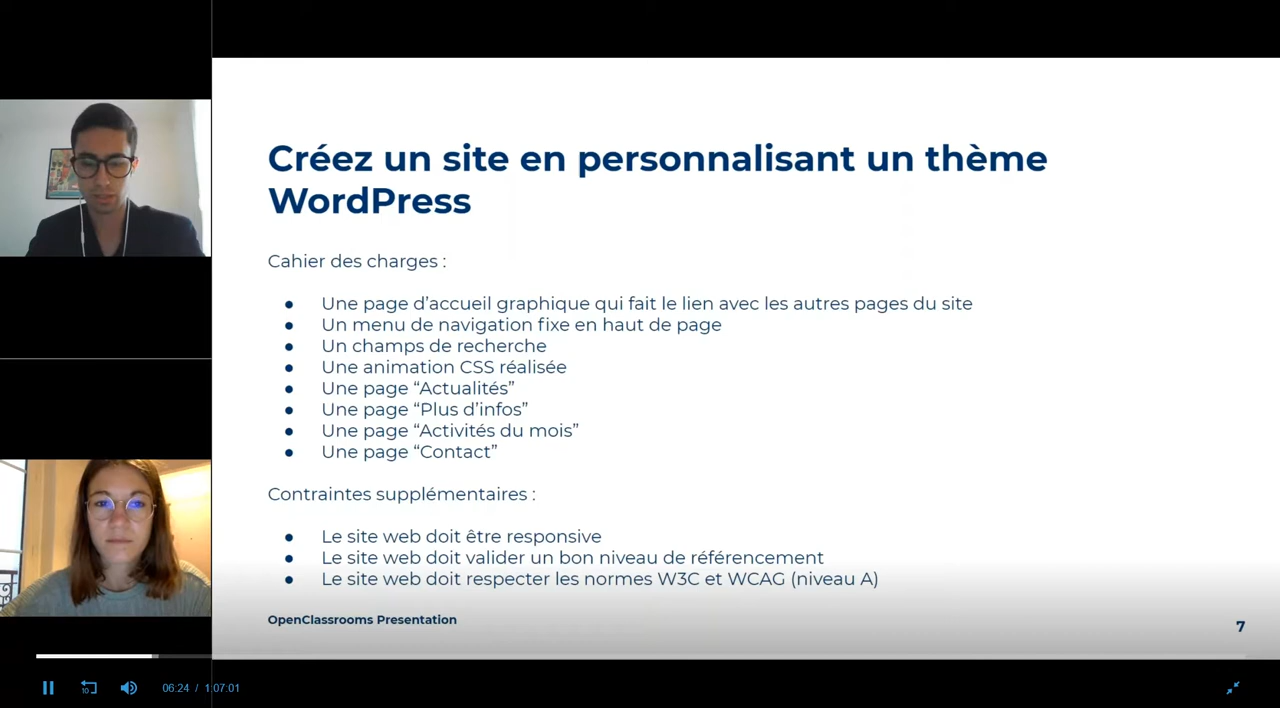 Créez un site en personnalisant un thème
WordPress
Cahier des charges :
● Une page d’accueil graphique qui fait le lien avec les autres pages du site
● Un menu de navigation fixe en haut de page
● Un champs de recherche
● Une animation CSS réalisée
● Une page “Actualités”
● Une page “Plus d’infos”
● Une page “Activités du mois”
● Une page “Contact”
Contraintes supplémentaires :
● Le site web doit être responsive
● Le site web doit valider un bon niveau de référencement
● Le site web doit respecter les normes W3C et WCAG (niveau A)
OpenClassrooms Presentation
7
10
06:24 / 1:07:01